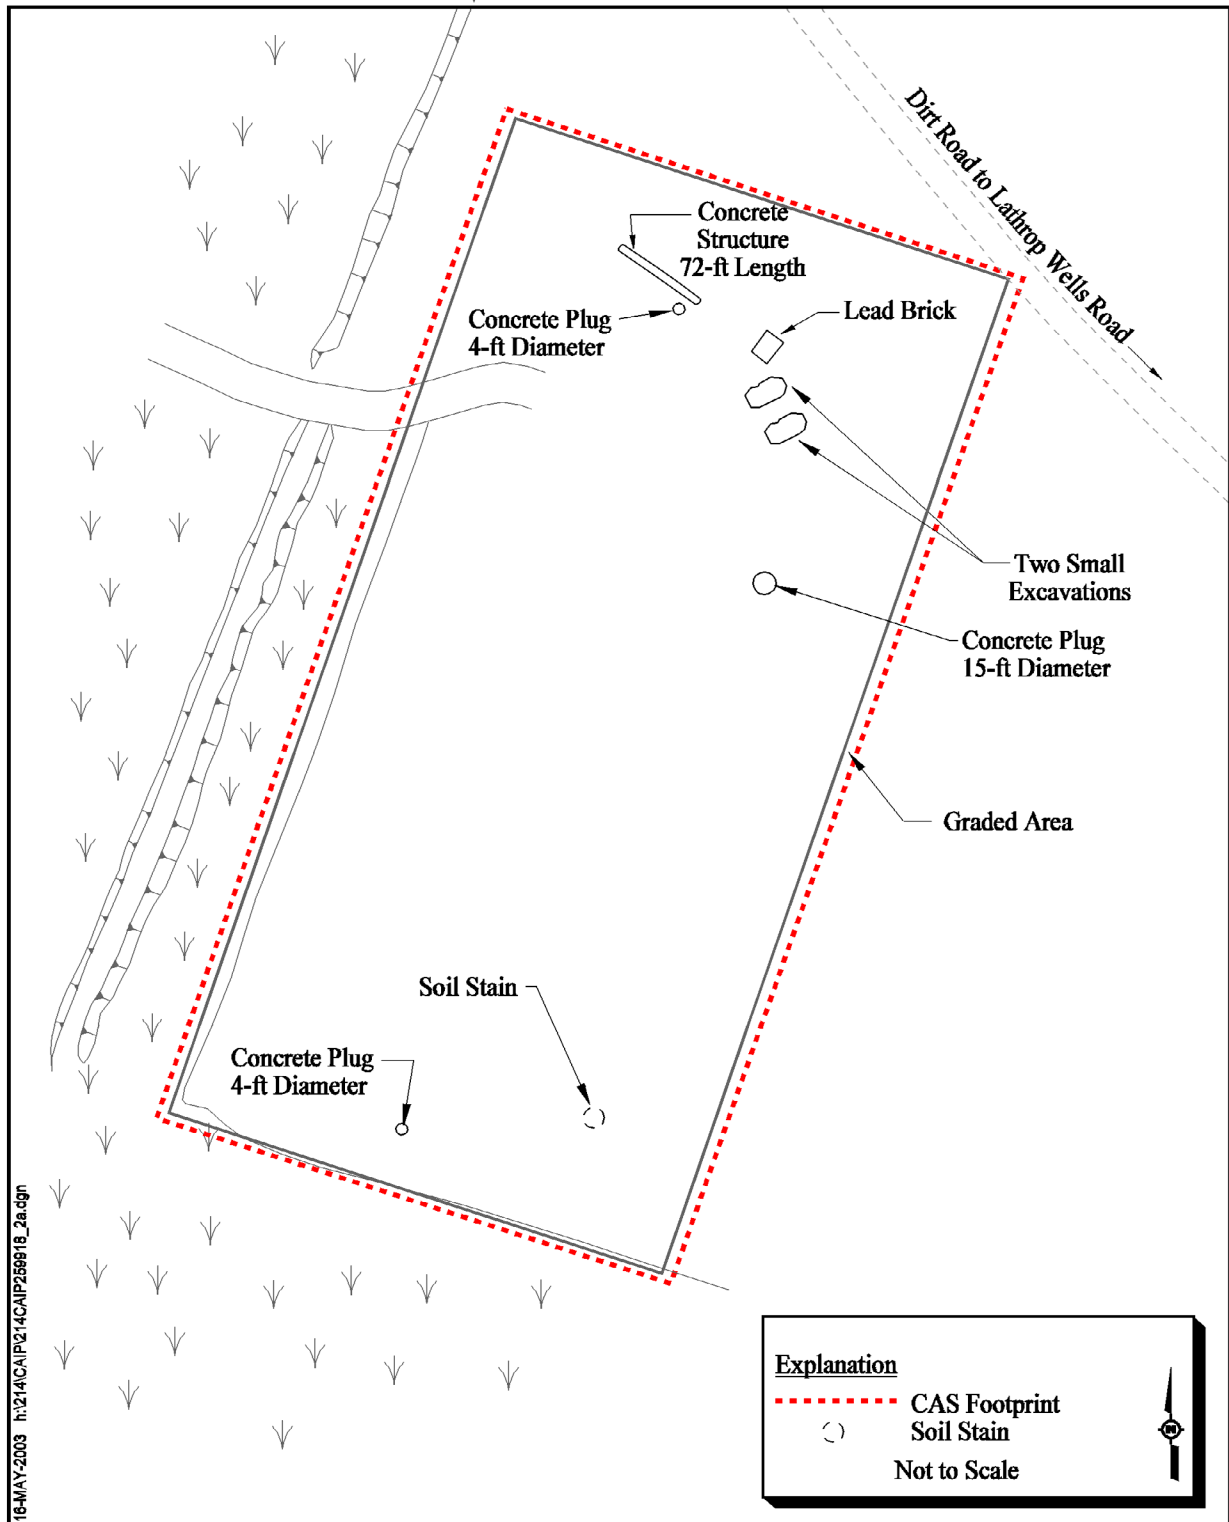 Dirt Road to Lathrop Wells Road
Concrete
Structure
72-ft Length
Concrete Plug
4-ft Diameter
Lead Brick
Two Small
Excavations
Concrete Plug
15-ft Diameter
Graded Area
Soil Stain
Concrete Plug
4-ft Diameter
Explanation
CAS Footprint
Soil Stain
Not to Scale
N
16-MAY-2003 h:\214\CAIP\214CAIP259918_2a.dgn